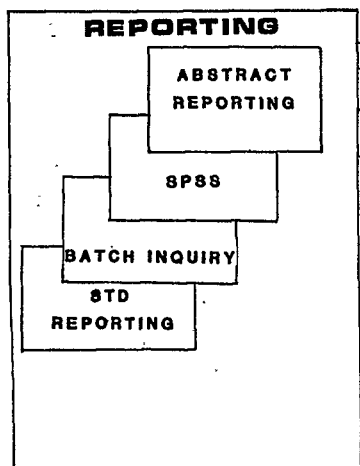 REPORTING
ABSTRACT
REPORTING
SPSS
BATCH INQUIRY
STD
REPORTING